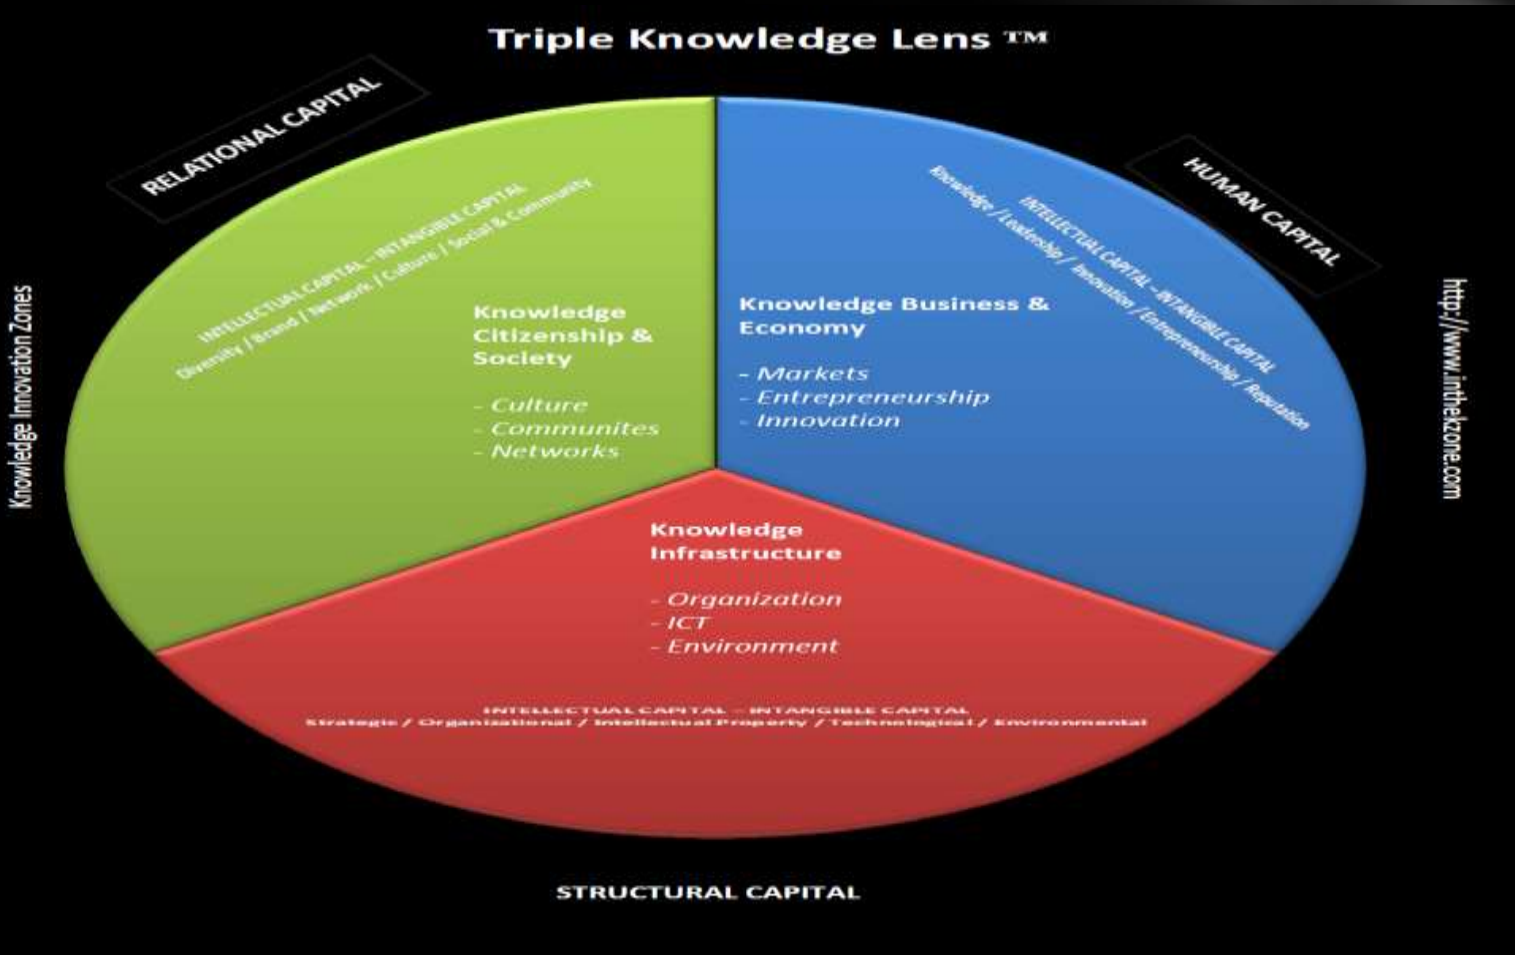 Triple Knowledge Lens ™
RELATIONAL CAPITAL
HUMAN CAPITAL
INTELLECTUAL CAPITAL – INTANGIBLE CAPITAL
Diversity / Brand / Network / Culture / Social & Community
INTELLECTUAL CAPITAL – INTANGIBLE CAPITAL
Knowledge / Leadership / Innovation / Entrepreneurship / Reputation
Knowledge Innovation Zones
http://www.inthekzone.com
Knowledge
Citizenship &
Society
- Culture
- Communites
- Networks
Knowledge Business &
Economy
- Markets
- Entrepreneurship
- Innovation
Knowledge
Infrastructure
- Organization
- ICT
- Environment
INTELLECTUAL CAPITAL – INTANGIBLE CAPITAL
Strategic / Organizational / Intellectual Property / Technological / Environmental
STRUCTURAL CAPITAL